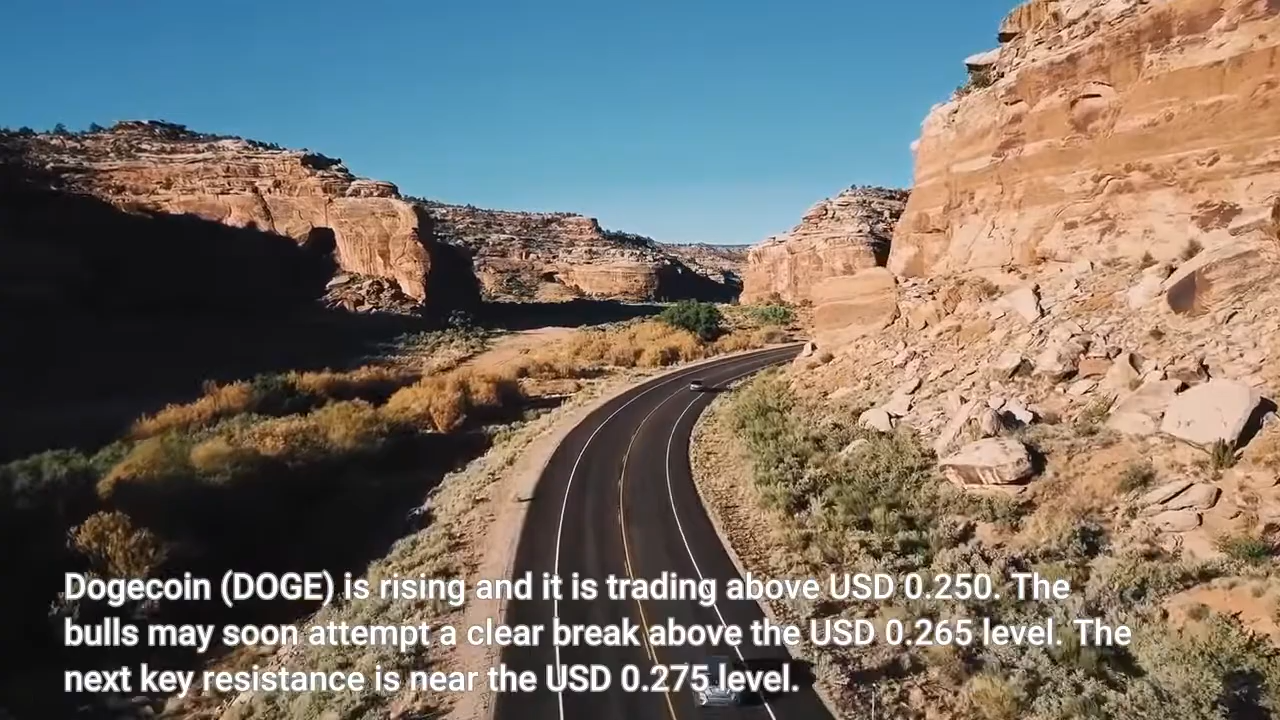 Dogecoin (DOGE) is rising and it is trading above USD 0.250. The
bulls may soon attempt a clear break above the USD 0.265 level. The
next key resistance is near the USD 0.275 level.